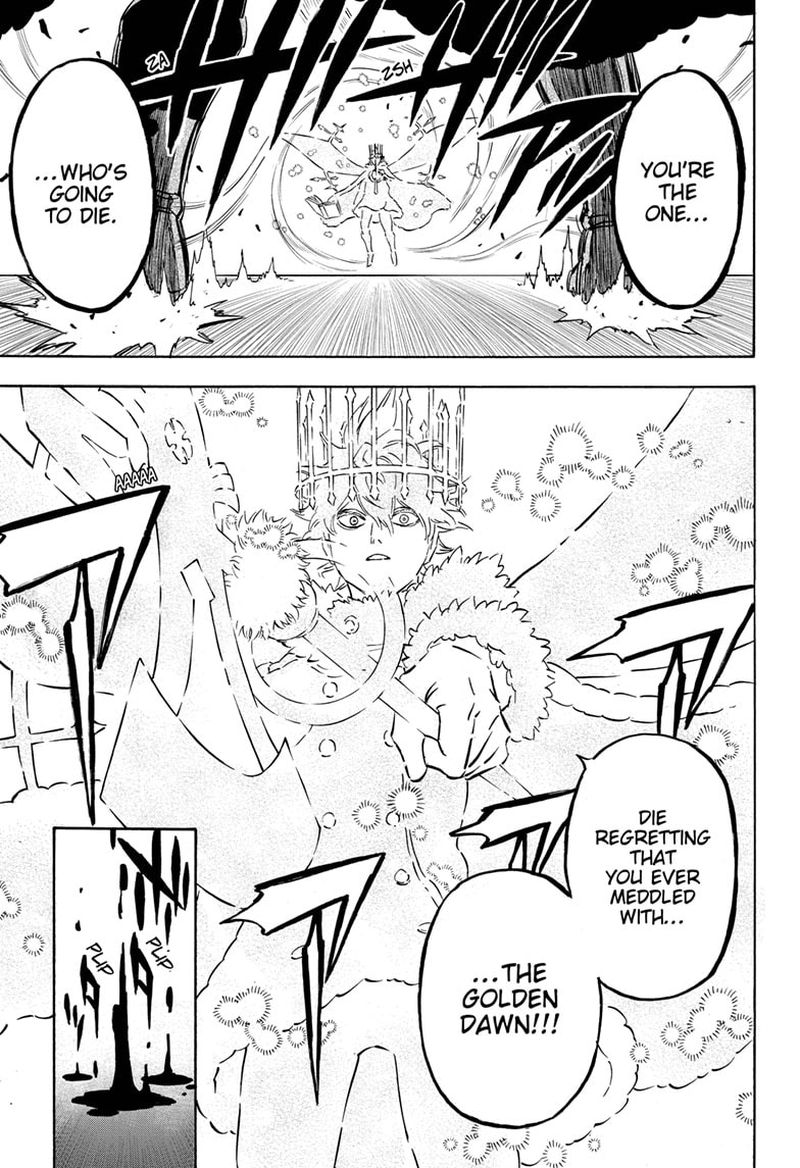 YOU'RE
THE
ONE...
ZSH
ZA
...WHO'S
GOING
TO DIE.
AAAAA
DIE
REGRETTING
THAT
YOU EVER
MEDDLED
WITH...
...THE
GOLDEN
DAWN!!!
PLIP
PLIP